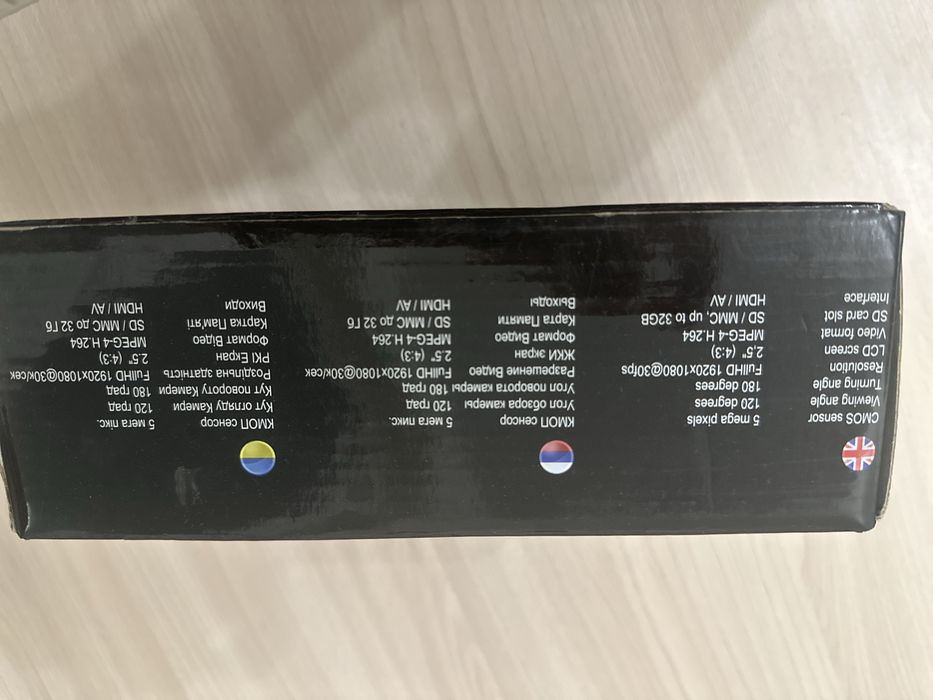 CMOS sensor 5 mega pixels
Viewing angle 120 degrees
Turning angle 180 degrees
Resolution FullHD 1920x1080@30fps
LCD screen 2,5" (4:3)
Video format MPEG-4 H.264
SD card slot SD / MMC, up to 32GB
Interface HDMI / AV
КМОП сенсор 5 мега пикс.
Угол обзора камеры 120 град
Угол поворота камеры 180 град
Разрешение Видео FullHD 1920x1080@30к/сек
ЖКИ экран 2.5" (4:3)
Формат Видео MPEG-4 H.264
Карта Памяти SD / MMC до 32 Гб
Выходы HDMI / AV
КМОП сенсор 5 мега пікс.
Кут огляду Камери 120 град
Кут повороту Камери 180 град
Роздільна здатність FullHD 1920x1080@30к/сек
РКІ Екран 2.5" (4:3)
Формат Видео MPEG-4 H.264
Картка Пам'яті SD / MMC до 32 Гб
Виходи HDMI / AV